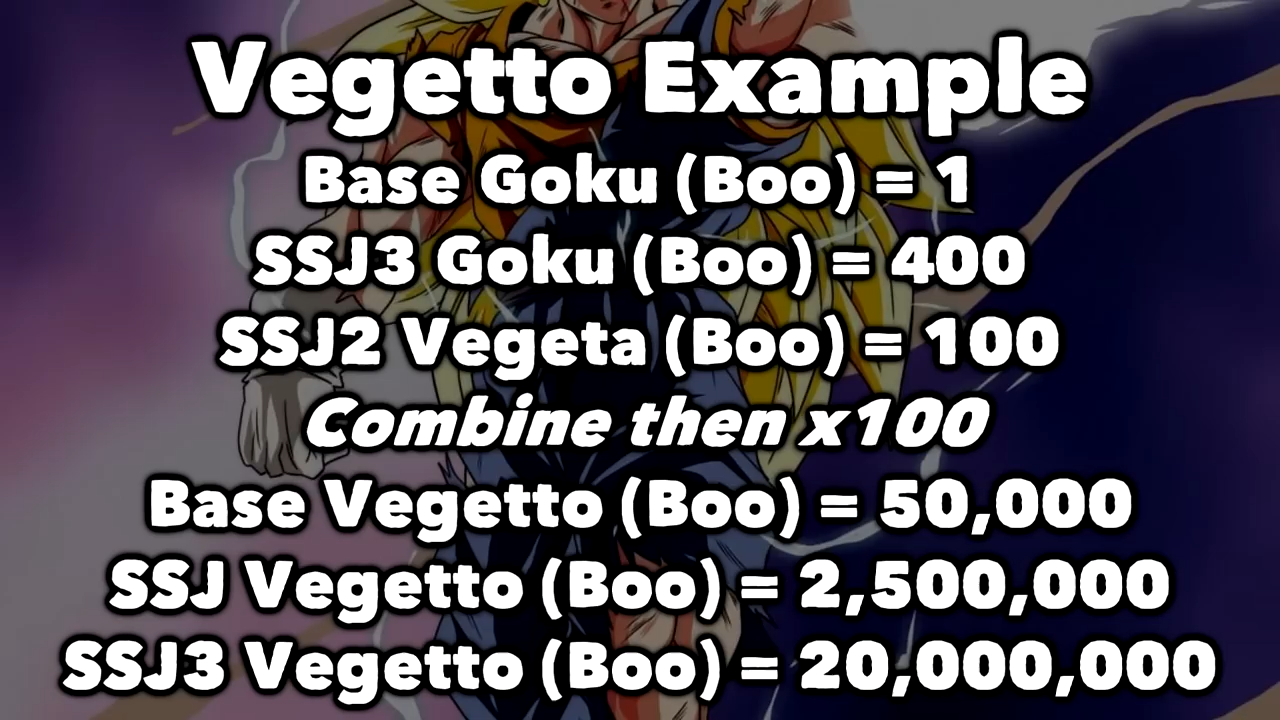 Vegetto Example
Base Goku (Boo) = 1
SSJ3 Goku (Boo) = 400
SSJ2 Vegeta (Boo) = 100
Combine then x100
Base Vegetto (Boo) = 50,000
SSJ Vegetto (Boo) = 2,500,000
SSJ3 Vegetto (Boo) = 20,000,000